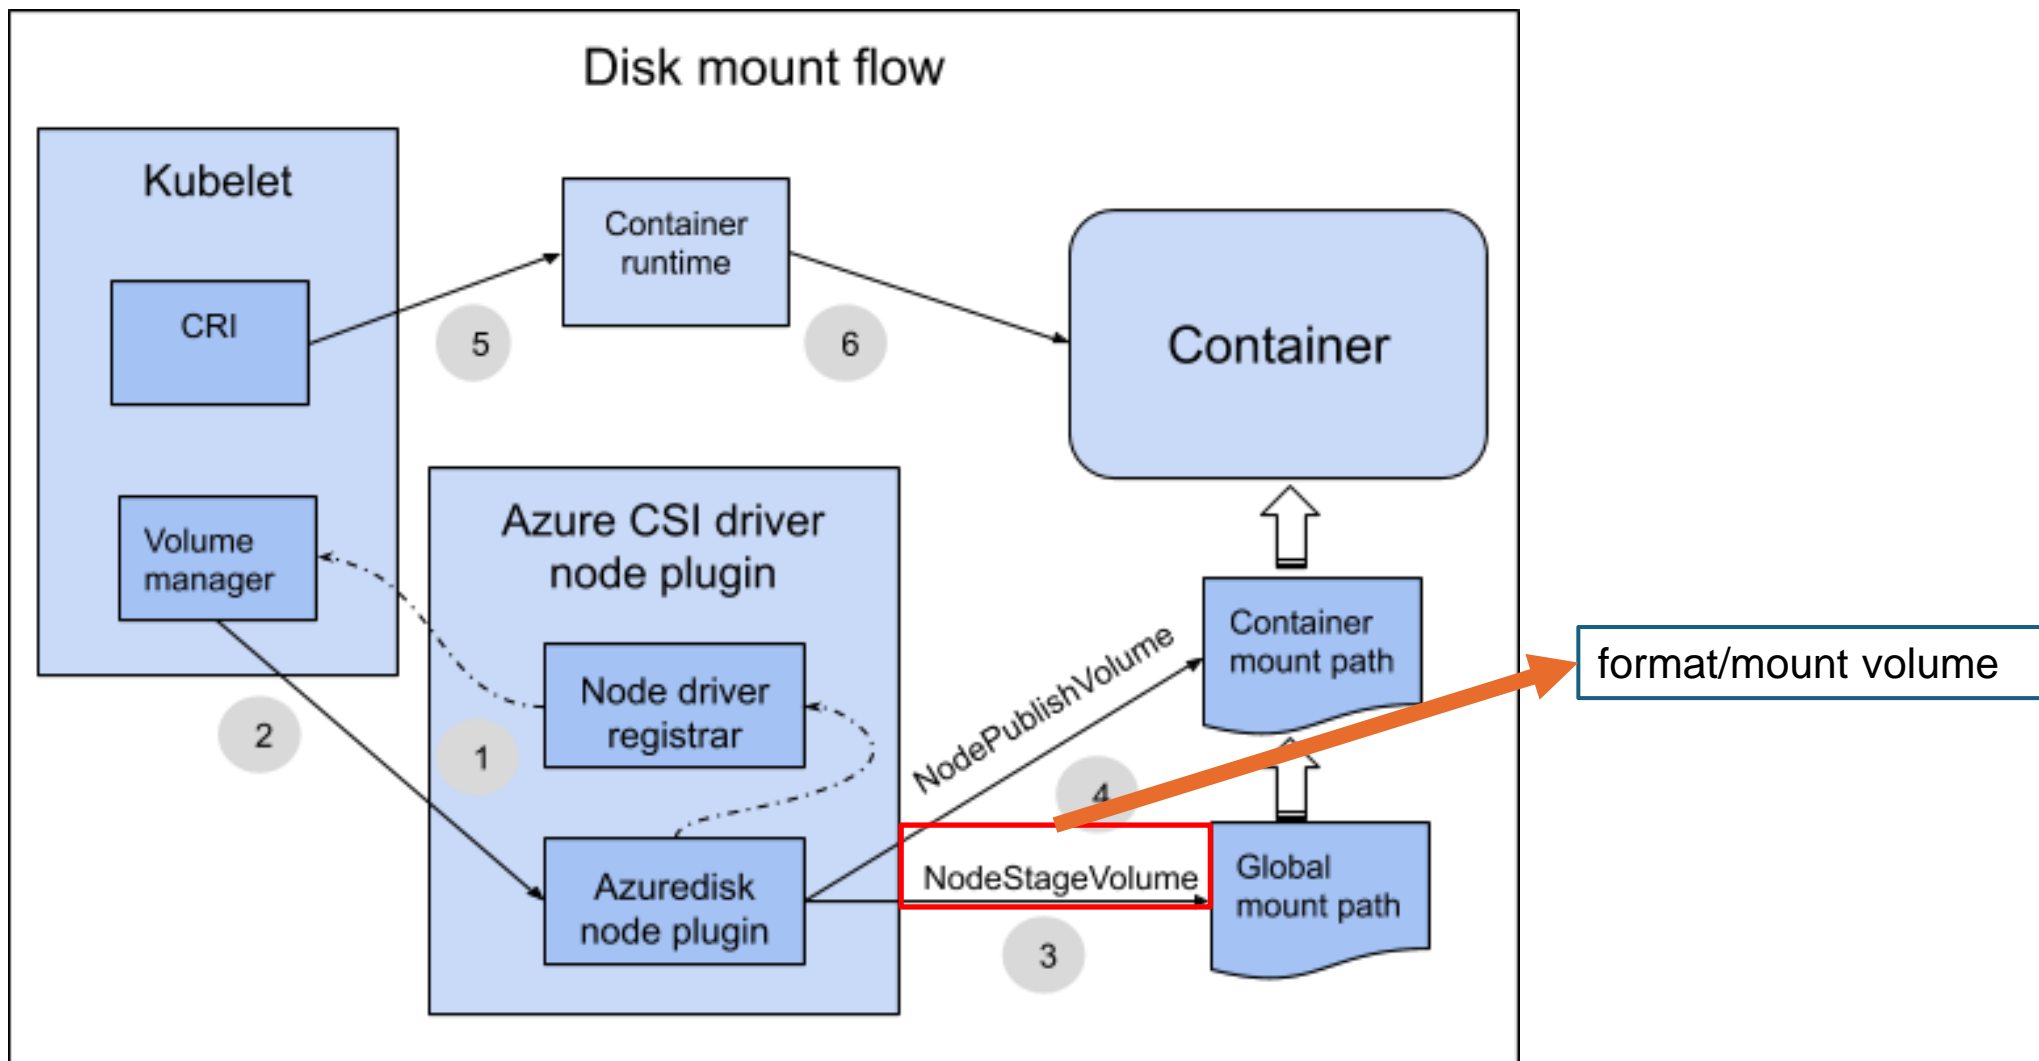 Disk mount flow
Kubelet
Container
runtime
CRI
5
6
Container
Volume
manager
Azure CSI driver
node plugin
Container
mount path
format/mount volume
NodePublishVolume
Node driver
registrar
2
1
4
Azuredisk
node plugin
NodeStageVolume
Global
mount path
3